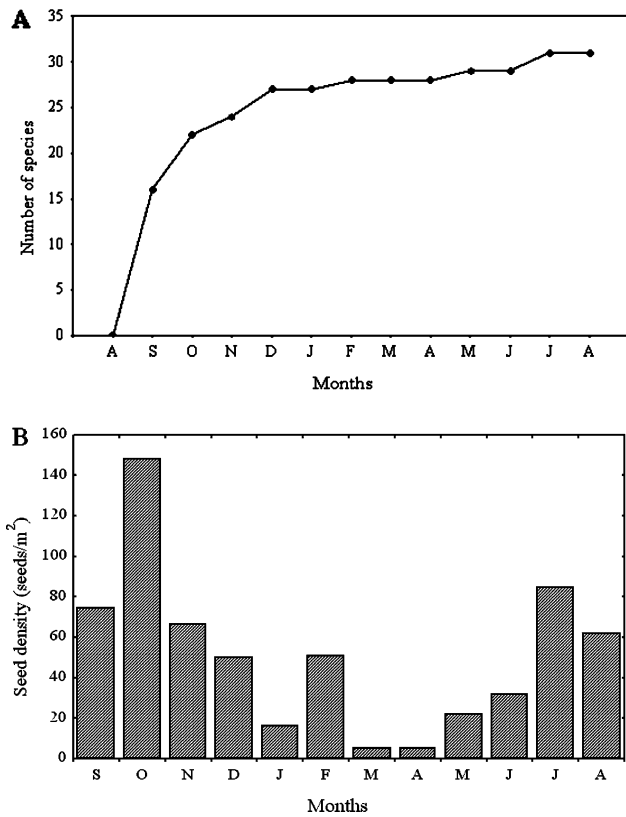 A
35
30
25
20
15
10
5
0
Number of species
A S O N D J F M A M J J A
Months
B
160
140
120
100
80
60
40
20
0
Seed density (seeds/m²)
S O N D J F M A M J J A
Months